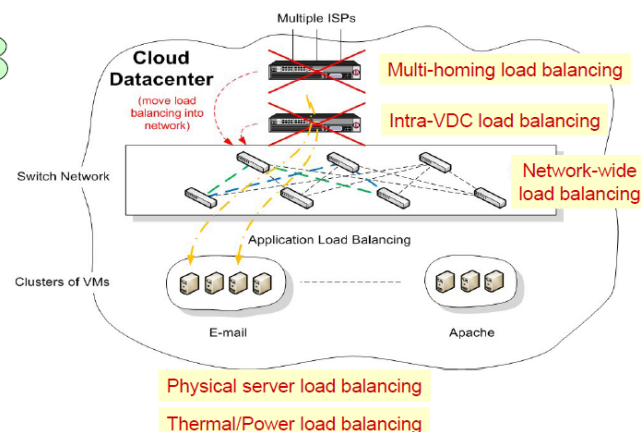 Multiple ISPs
Cloud
Datacenter
(move load
balancing into
network)
Multi-homing load balancing
Intra-VDC load balancing
Switch Network
Network-wide
load balancing
Application Load Balancing
Clusters of VMs
E-mail
Apache
Physical server load balancing
Thermal/Power load balancing